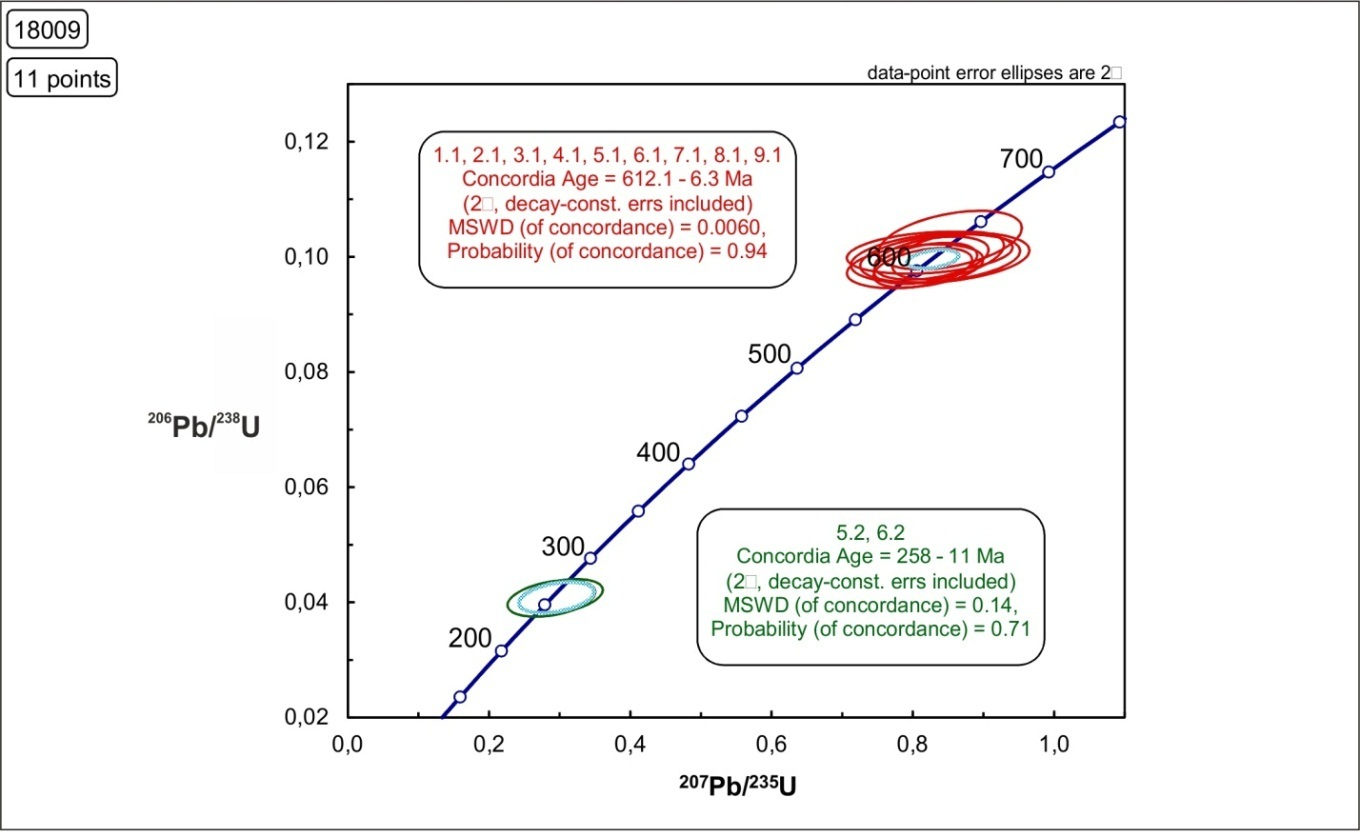 18009
11 points
data-point error ellipses are 2□
1.1, 2.1, 3.1, 4.1, 5.1, 6.1, 7.1, 8.1, 9.1
Concordia Age = 612.1 - 6.3 Ma
(2□, decay-const. errs included)
MSWD (of concordance) = 0.0060,
Probability (of concordance) = 0.94
0,12
0,10
0,08
0,06
0,04
0,02
²⁰⁶Pb/²³⁸U
700
600
500
400
300
200
5.2, 6.2
Concordia Age = 258 - 11 Ma
(2□, decay-const. errs included)
MSWD (of concordance) = 0.14,
Probability (of concordance) = 0.71
0,0 0,2 0,4 0,6 0,8 1,0
²⁰⁷Pb/²³⁵U